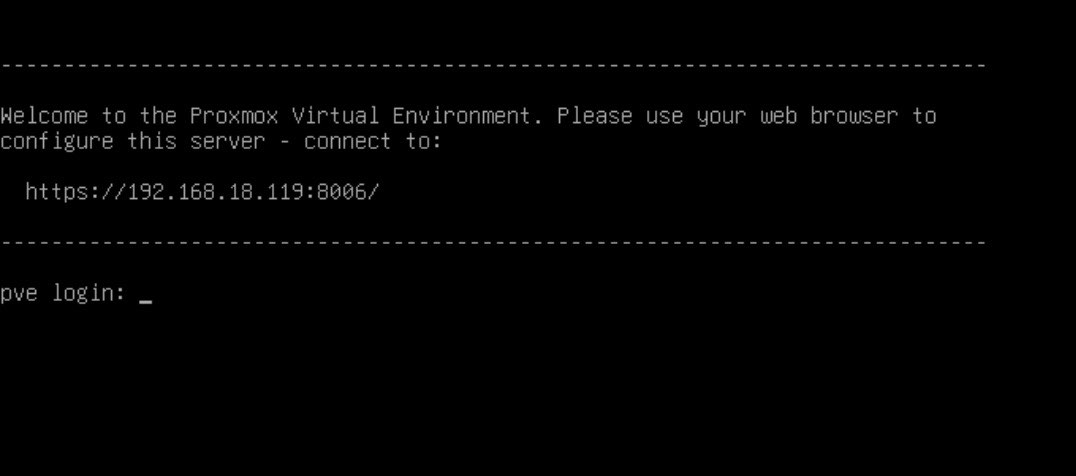 -------------------------------------------------------------------------------
Welcome to the Proxmox Virtual Environment. Please use your web browser to
configure this server - connect to:
https://192.168.18.119:8006/
-------------------------------------------------------------------------------
pve login: _